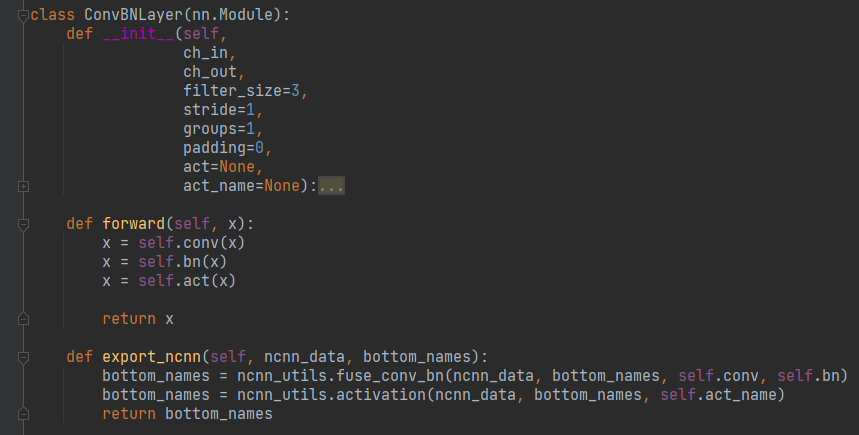 class ConvBNLayer(nn.Module):
    def __init__(self,
                 ch_in,
                 ch_out,
                 filter_size=3,
                 stride=1,
                 groups=1,
                 padding=0,
                 act=None,
                 act_name=None):...
    def forward(self, x):
        x = self.conv(x)
        x = self.bn(x)
        x = self.act(x)
        return x
    def export_ncnn(self, ncnn_data, bottom_names):
        bottom_names = ncnn_utils.fuse_conv_bn(ncnn_data, bottom_names, self.conv, self.bn)
        bottom_names = ncnn_utils.activation(ncnn_data, bottom_names, self.act_name)
        return bottom_names